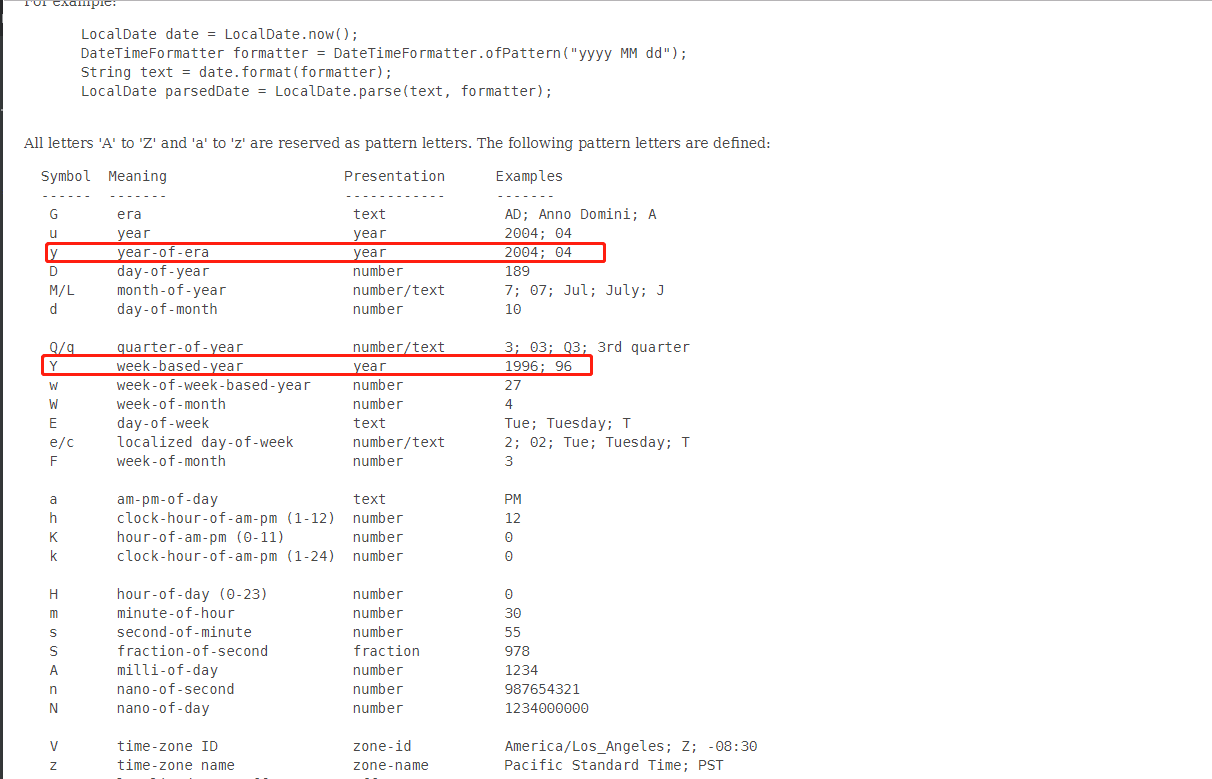 For example:
LocalDate date = LocalDate.now();
DateTimeFormatter formatter = DateTimeFormatter.ofPattern("yyyy MM dd");
String text = date.format(formatter);
LocalDate parsedDate = LocalDate.parse(text, formatter);
All letters 'A' to 'Z' and 'a' to 'z' are reserved as pattern letters. The following pattern letters are defined:
Symbol  Meaning                     Presentation      Examples
------  -------                     ------------      -------
G       era                         text              AD; Anno Domini; A
u       year                        year              2004; 04
y       year-of-era                 year              2004; 04
D       day-of-year                 number            189
M/L     month-of-year               number/text       7; 07; Jul; July; J
d       day-of-month                number            10
Q/q     quarter-of-year             number/text       3; 03; Q3; 3rd quarter
Y       week-based-year             year              1996; 96
w       week-of-week-based-year     number            27
W       week-of-month               number            4
E       day-of-week                 text              Tue; Tuesday; T
e/c     localized day-of-week       number/text       2; 02; Tue; Tuesday; T
F       week-of-month               number            3
a       am-pm-of-day                text              PM
h       clock-hour-of-am-pm (1-12)  number            12
K       hour-of-am-pm (0-11)        number            0
k       clock-hour-of-am-pm (1-24)  number            0
H       hour-of-day (0-23)          number            0
m       minute-of-hour              number            30
s       second-of-minute            number            55
S       fraction-of-second          fraction          978
A       milli-of-day                number            1234
n       nano-of-second              number            987654321
N       nano-of-day                 number            1234000000
V       time-zone ID                zone-id           America/Los_Angeles; Z; -08:30
z       time-zone name              zone-name         Pacific Standard Time; PST